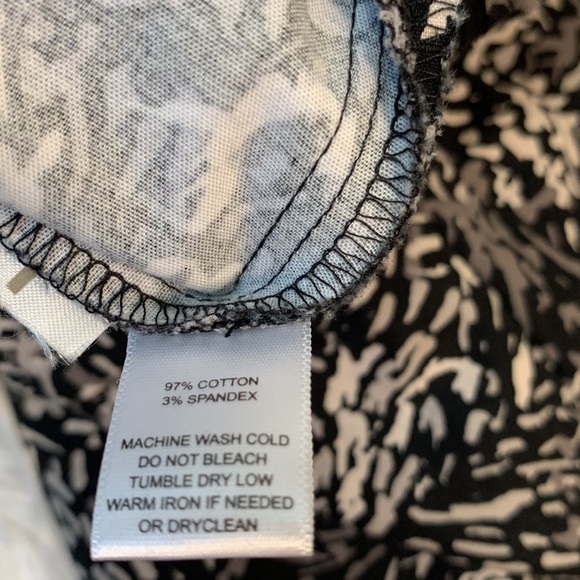 97% COTTON
3% SPANDEX
MACHINE WASH COLD
DO NOT BLEACH
TUMBLE DRY LOW
WARM IRON IF NEEDED
OR DRYCLEAN